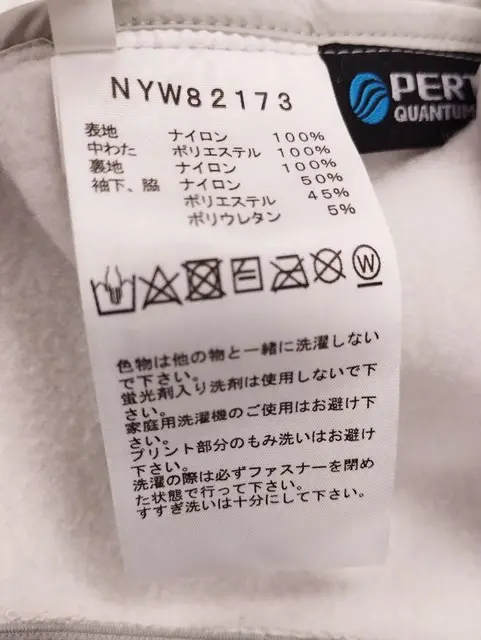 NYW82173
PERT
QUANTUM
表地 ナイロン 100%
中わた ポリエステル 100%
裏地 ナイロン 100%
袖下、脇 ナイロン 50%
ポリエステル 45%
ポリウレタン 5%
W
色物は他の物と一緒に洗濯しない
で下さい。
蛍光剤入り洗剤は使用しないで下
さい。
家庭用洗濯機のご使用はお避け下
さい。
プリント部分のもみ洗いはお避け
下さい。
洗濯の際は必ずファスナーを閉め
た状態で行って下さい。
すすぎ洗いは十分にして下さい。